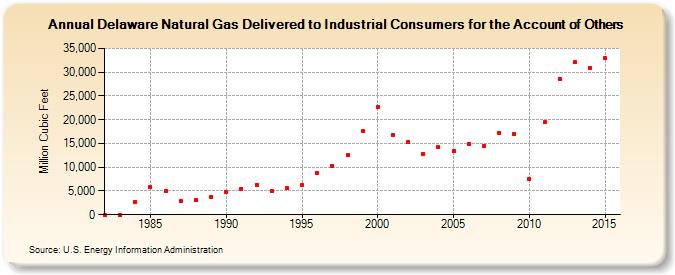 Annual Delaware Natural Gas Delivered to Industrial Consumers for the Account of Others
Million Cubic Feet
35,000
30,000
25,000
20,000
15,000
10,000
5,000
0
1985 1990 1995 2000 2005 2010 2015
Source: U.S. Energy Information Administration